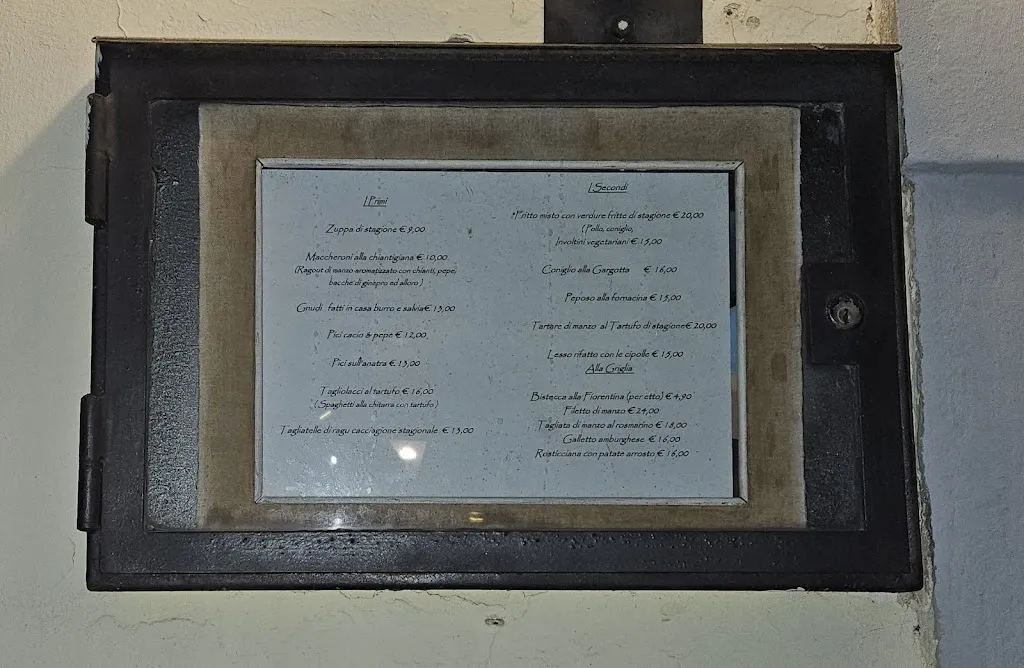 I Primi
Zuppa di stagione € 9,00
Maccheroni alla chiantigiana € 10,00
(Ragout di manzo aromatizzato con chianti, pepe,
bacche di ginepro ed alloro )
Gnudi fatti in casa burro e salvia€ 13,00
Pici cacio & pepe € 12,00
Pici sull'anatra € 13,00
Tagliolacci al tartufo € 16,00
( Spaghetti alla chitarra con tartufo )
Tagliatelle di ragu cacciagione stagionale € 13,00
I Secondi
*Fritto misto con verdure fritte di stagione € 20,00
( Pollo, coniglio,
Involtini vegetariani € 15,00
Coniglio alla Gargotta € 16,00
Peposo alla fornacina € 15,00
Tartare di manzo al Tartufo di stagione€ 20,00
Lesso rifatto con le cipolle € 15,00
Alla Griglia
Bistecca alla Fiorentina (per etto) € 4,90
Filetto di manzo € 24,00
Tagliata di manzo al rosmarino € 18,00
Galletto amburghese € 16,00
Rosticciana con patate arrosto € 16,00